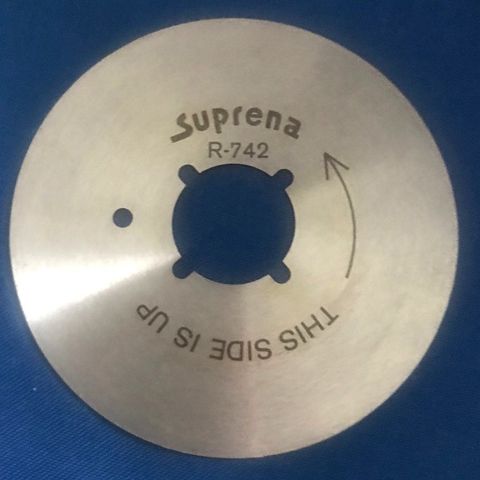 Suprena
R-742
THIS SIDE IS UP